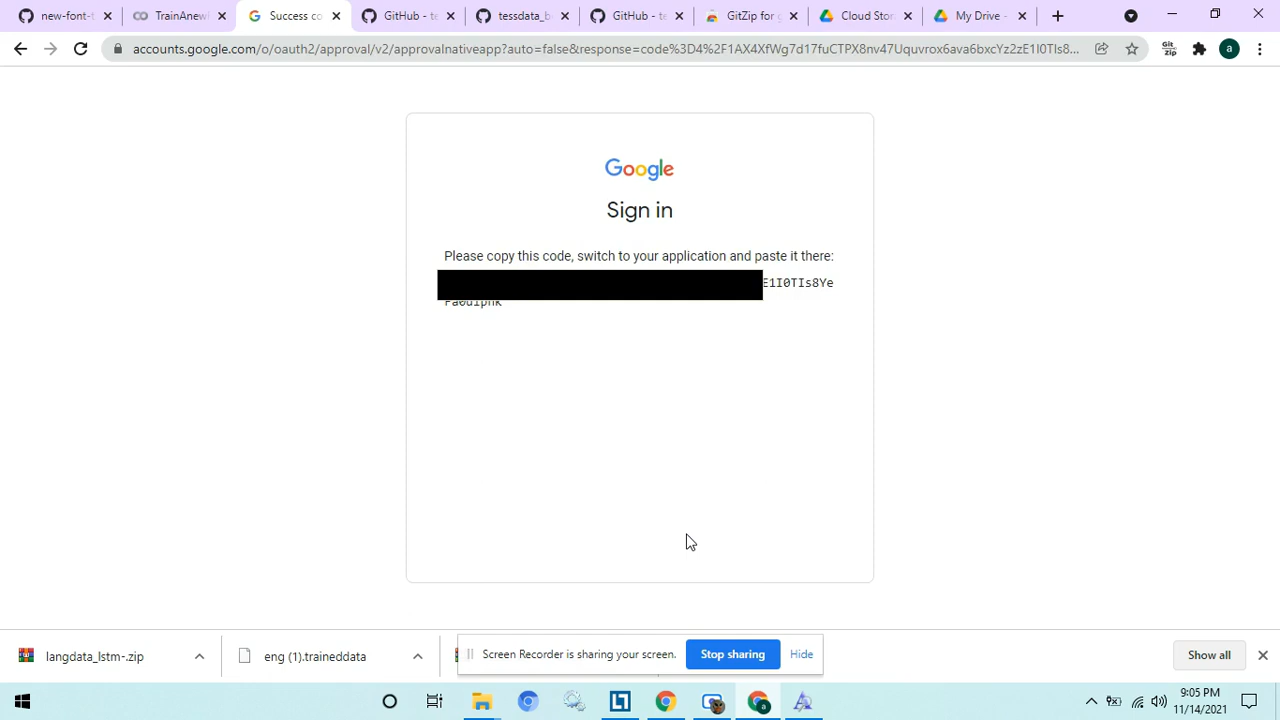 new-font-t
TrainAnewl
Success co
GitHub - te
tessdata_b
GitHub - te
GitZip for g
Cloud Stor
My Drive -
accounts.google.com/o/oauth2/approval/v2/approvalnativeapp?auto=false&response=code%3D4%2F1AX4XfWg7d17fuCTPX8nv47Uquvrox6ava6bxcYz2zE1I0TIs8...
Git
Zip
a
Google
Sign in
Please copy this code, switch to your application and paste it there:
E1I0TIs8Ye
langdata_lstm-.zip
eng (1).traineddata
Screen Recorder is sharing your screen.
Stop sharing
Hide
Show all
9:05 PM
11/14/2021